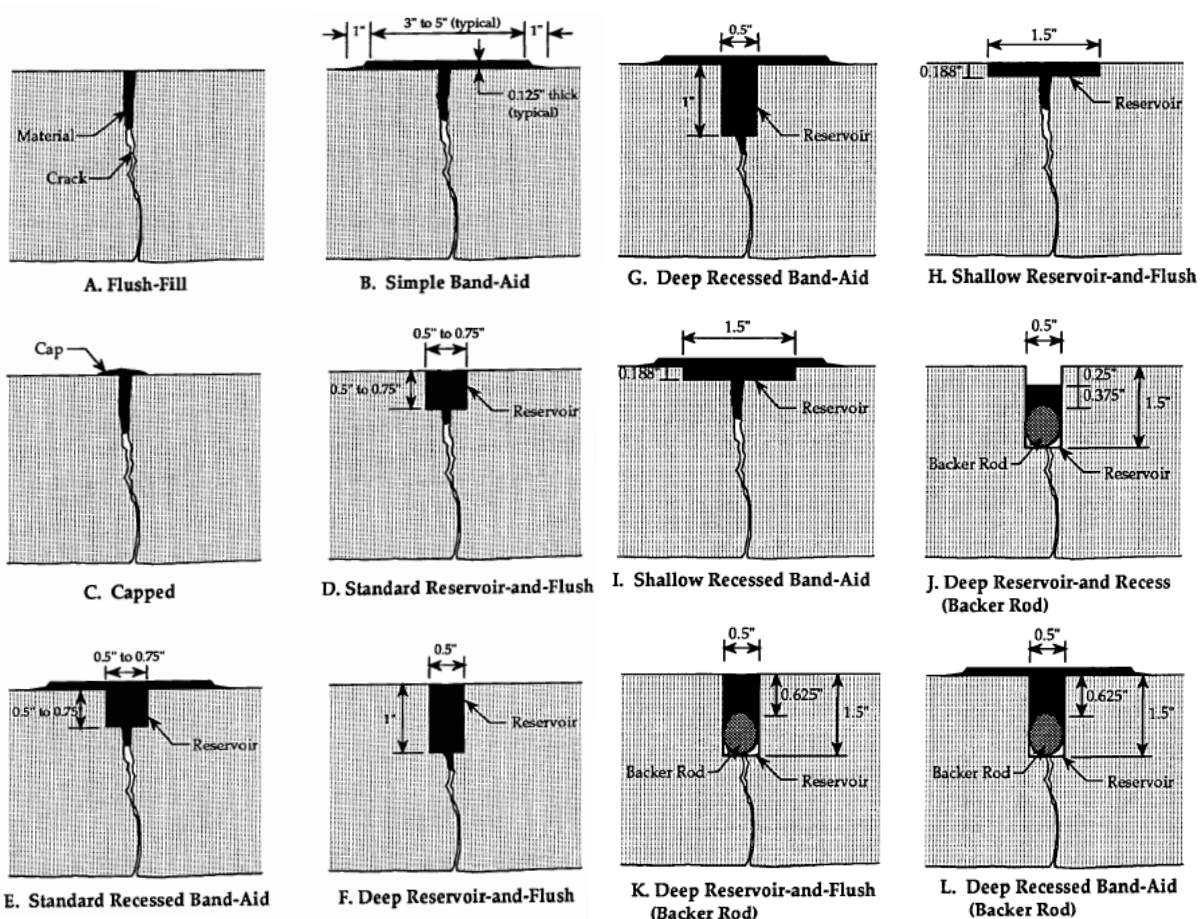 1"
3" to 5" (typical)
1"
0.125" thick
(typical)
Material
Crack
A. Flush-Fill
B. Simple Band-Aid
0.5"
1"
Reservoir
G. Deep Recessed Band-Aid
1.5"
0.188"
Reservoir
H. Shallow Reservoir-and-Flush
Cap
C. Capped
0.5" to 0.75"
0.5" to 0.75"
Reservoir
D. Standard Reservoir-and-Flush
1.5"
0.188"
Reservoir
I. Shallow Recessed Band-Aid
0.5"
0.25"
0.375"
1.5"
Backer Rod
Reservoir
J. Deep Reservoir-and Recess
(Backer Rod)
0.5" to 0.75"
0.5" to 0.75
Reservoir
E. Standard Recessed Band-Aid
0.5"
1"
Reservoir
F. Deep Reservoir-and-Flush
0.5"
0.625"
1.5"
Backer Rod
Reservoir
K. Deep Reservoir-and-Flush
(Backer Rod)
0.5"
0.625"
1.5"
Backer Rod
Reservoir
L. Deep Recessed Band-Aid
(Backer Rod)